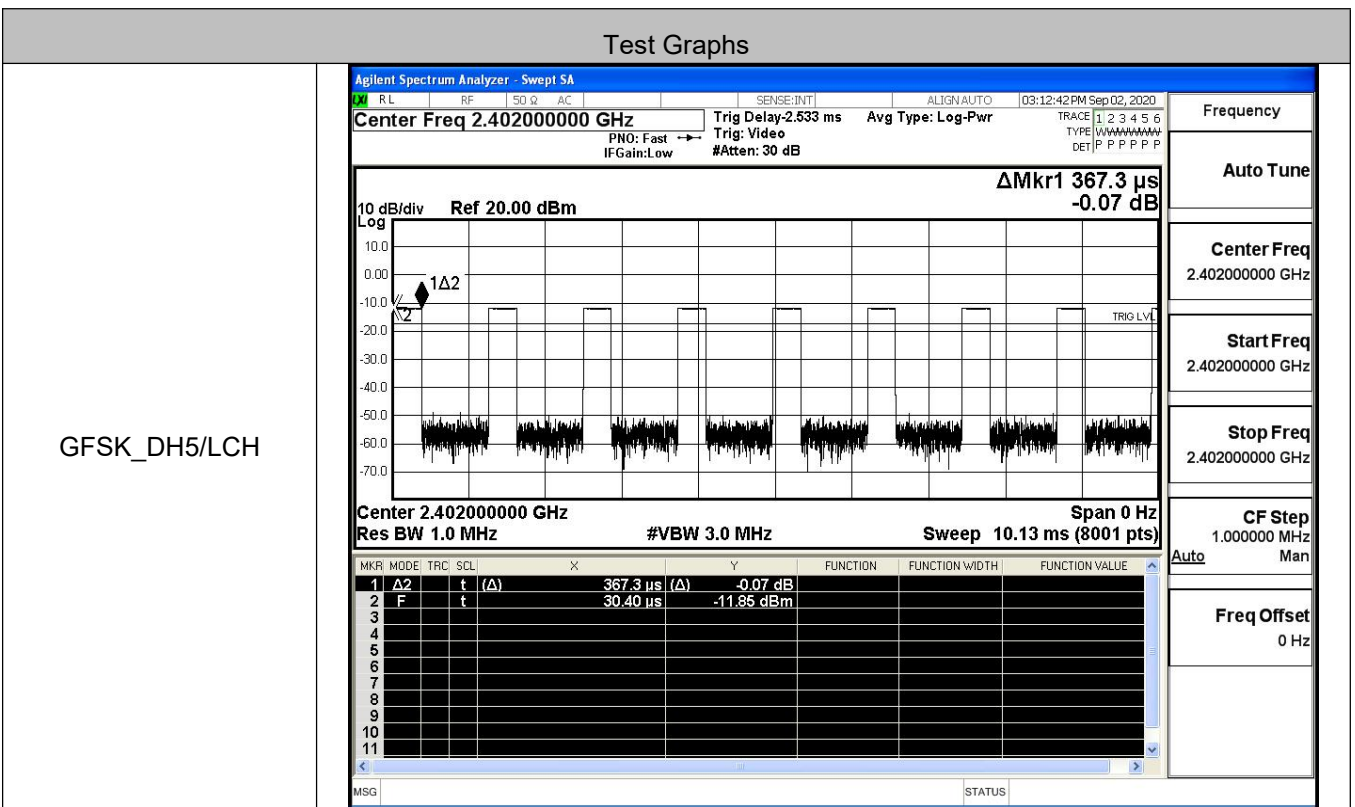 Test Graphs
GFSK_DH5/LCH
Agilent Spectrum Analyzer - Swept SA
LXI RL RF 50 Ω AC SENSE:INT ALIGN AUTO 03:12:42 PM Sep 02, 2020
Center Freq 2.402000000 GHz
PNO: Fast
IFGain:Low
Trig Delay-2.533 ms
Trig: Video
#Atten: 30 dB
Avg Type: Log-Pwr
TRACE 1 2 3 4 5 6
TYPE WWWWWWW
DET P P P P P P
ΔMkr1 367.3 µs
-0.07 dB
10 dB/div Ref 20.00 dBm
Log
10.0
0.00
-10.0
-20.0
-30.0
-40.0
-50.0
-60.0
-70.0
1Δ2
2
TRIG LVL
Center 2.402000000 GHz Span 0 Hz
Res BW 1.0 MHz #VBW 3.0 MHz Sweep 10.13 ms (8001 pts)
MKR MODE TRC SCL X Y FUNCTION FUNCTION WIDTH FUNCTION VALUE
1 Δ2 t (Δ) 367.3 µs (Δ) -0.07 dB
2 F t 30.40 µs -11.85 dBm
3
4
5
6
7
8
9
10
11
MSG STATUS
Frequency
Auto Tune
Center Freq
2.402000000 GHz
Start Freq
2.402000000 GHz
Stop Freq
2.402000000 GHz
CF Step
1.000000 MHz
Auto Man
Freq Offset
0 Hz